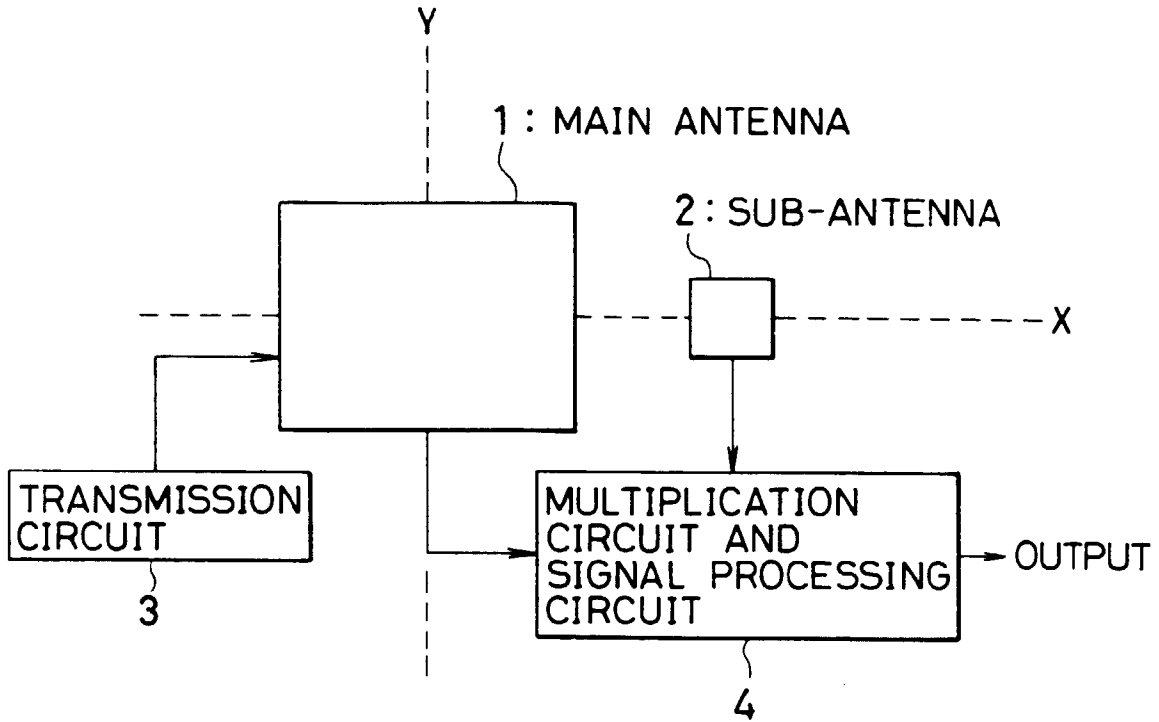 Y
1: MAIN ANTENNA
2: SUB-ANTENNA
X
TRANSMISSION
CIRCUIT
3
MULTIPLICATION
CIRCUIT AND
SIGNAL PROCESSING
CIRCUIT
OUTPUT
4